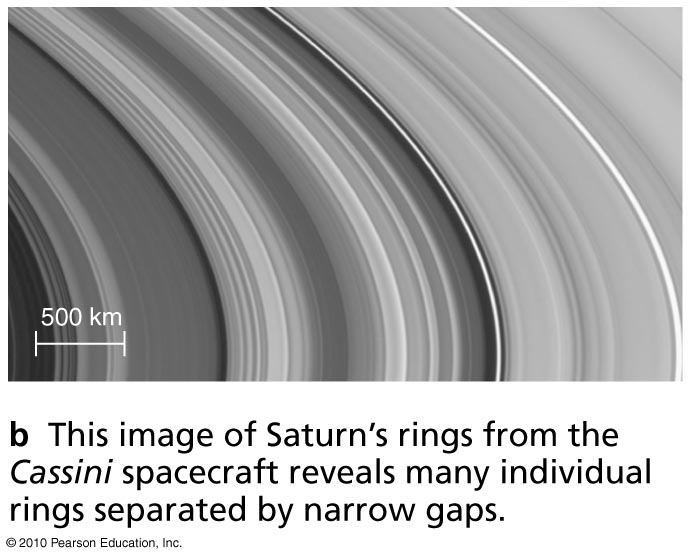 500 km
b This image of Saturn’s rings from the
Cassini spacecraft reveals many individual
rings separated by narrow gaps.
© 2010 Pearson Education, Inc.